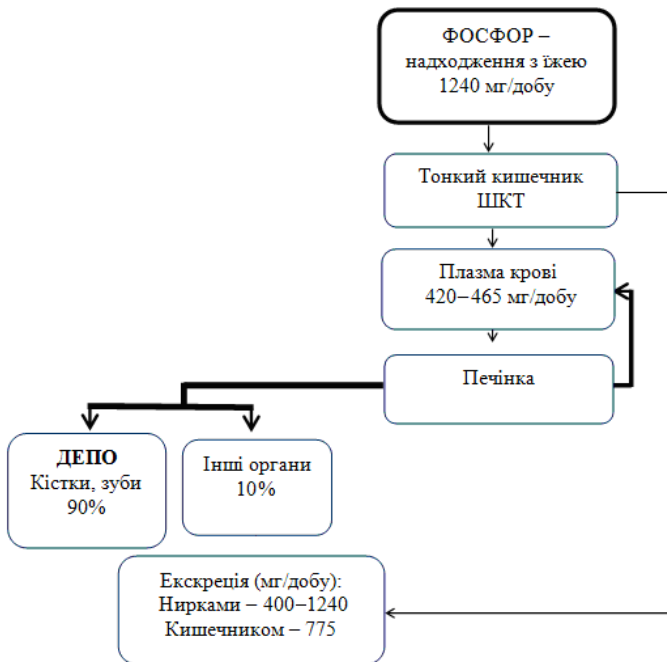 ФОСФОР –
надходження з їжею
1240 мг/добу
Тонкий кишечник
ШКТ
Плазма крові
420–465 мг/добу
Печінка
ДЕПО
Кістки, зуби
90%
Інші органи
10%
Екскреція (мг/добу):
Нирками – 400–1240
Кишечником – 775